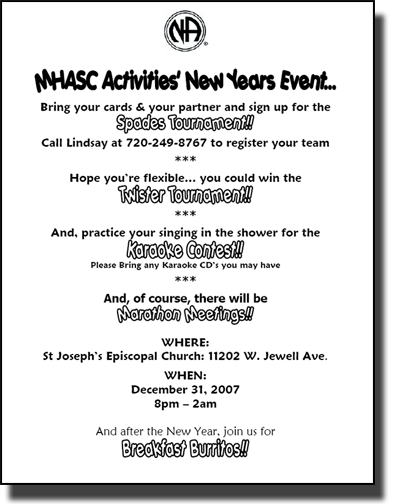 NA
®
MHASC Activities' New Years Event...
Bring your cards & your partner and sign up for the
Spades Tournament!!
Call Lindsay at 720-249-8767 to register your team
***
Hope you're flexible... you could win the
Twister Tournament!!
***
And, practice your singing in the shower for the
Karaoke Contest!!
Please Bring any Karaoke CD's you may have
***
And, of course, there will be
Marathon Meetings!!
WHERE:
St Joseph's Episcopal Church: 11202 W. Jewell Ave.
WHEN:
December 31, 2007
8pm – 2am
And after the New Year, join us for
Breakfast Burritos!!